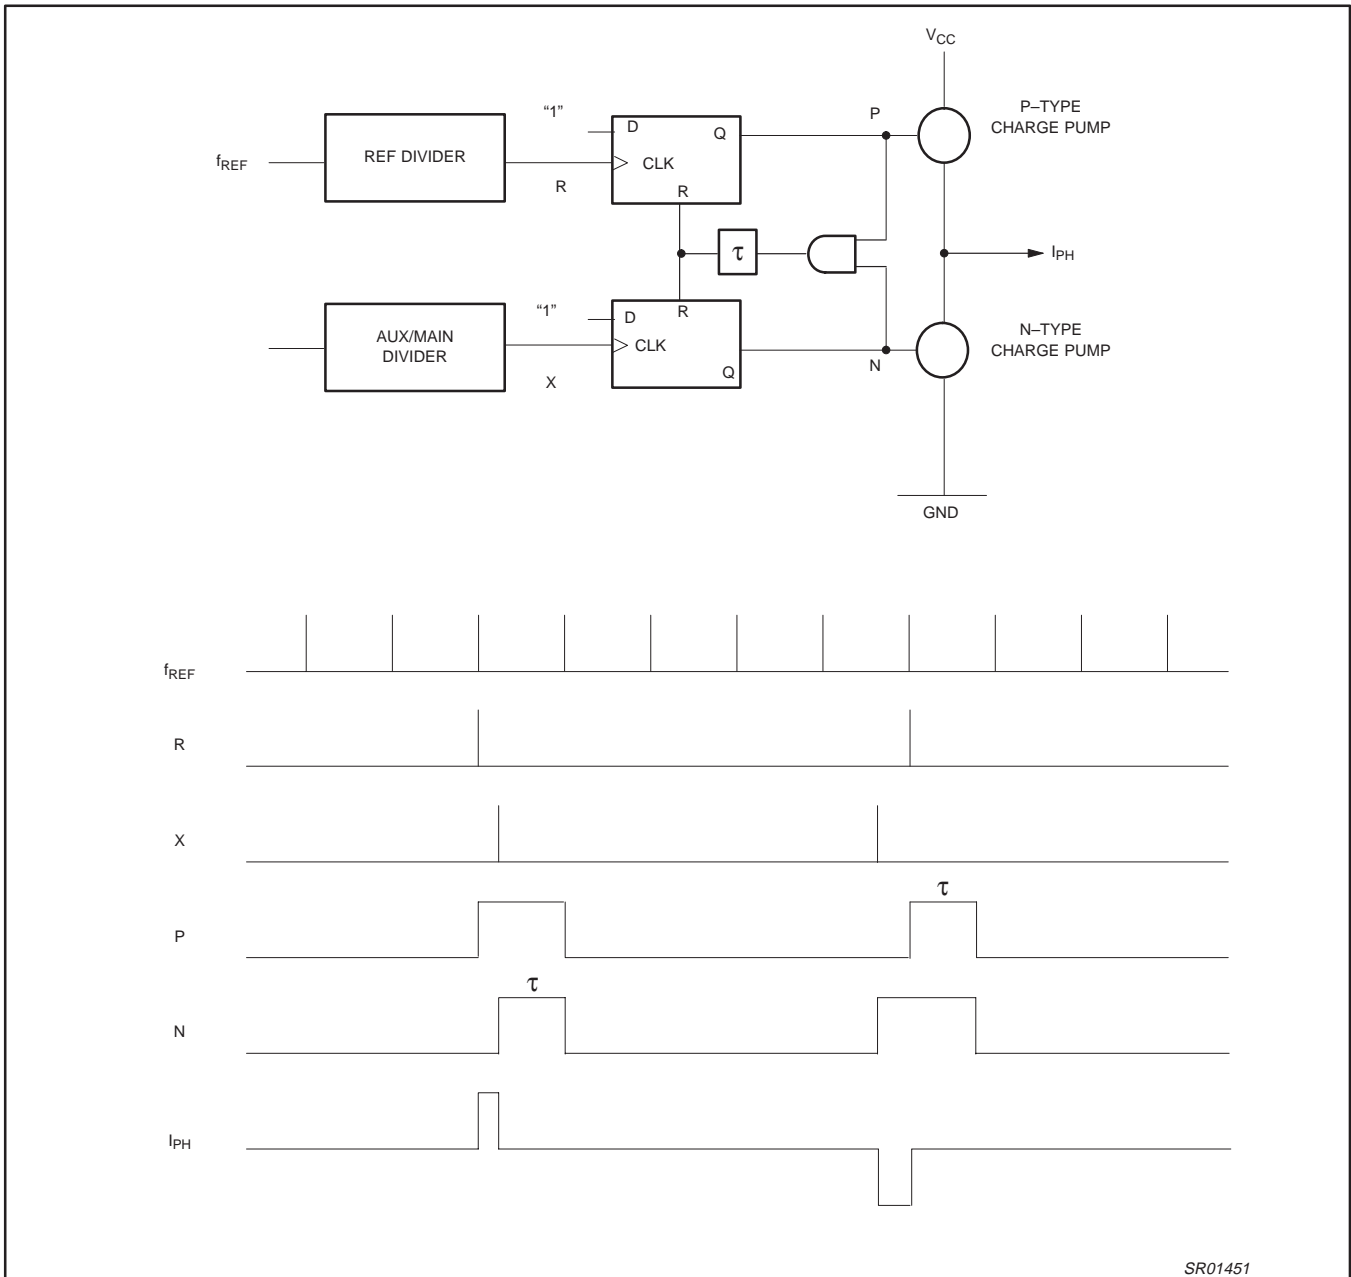 VCC
P–TYPE
CHARGE PUMP
"1"
D
Q
P
fREF
REF DIVIDER
CLK
R
R
τ
IPH
AUX/MAIN
DIVIDER
"1"
D
R
CLK
X
Q
N
N–TYPE
CHARGE PUMP
GND
fREF
R
X
τ
P
τ
N
IPH
SR01451